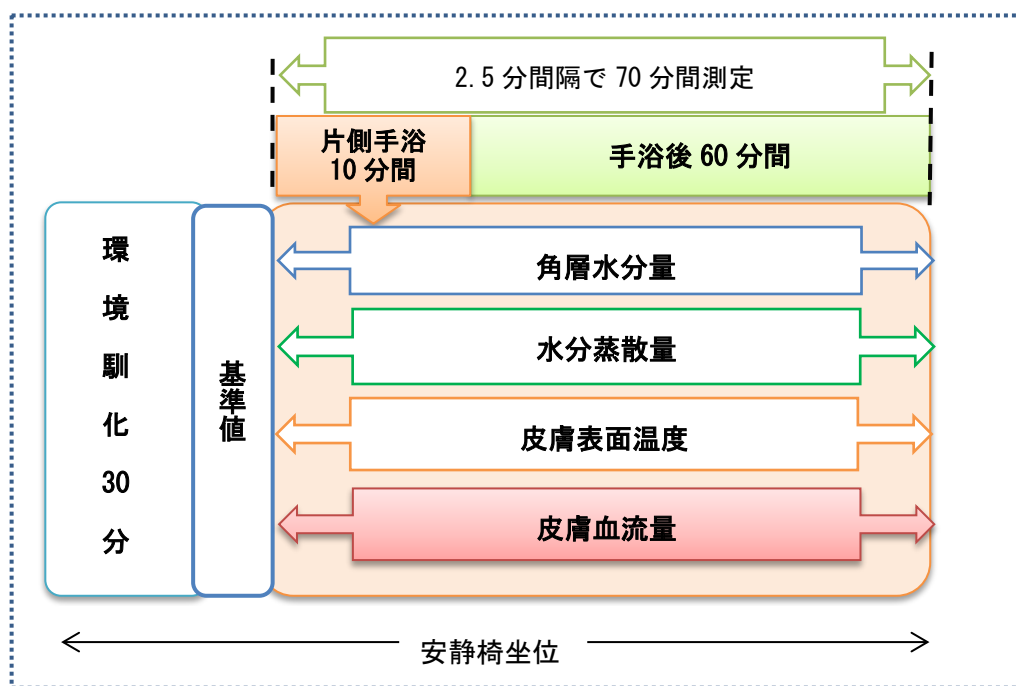 2.5 分間隔で 70 分間測定
片側手浴
10 分間
手浴後 60 分間
環
境
馴
化
30
分
基
準
値
角層水分量
水分蒸散量
皮膚表面温度
皮膚血流量
安静椅坐位